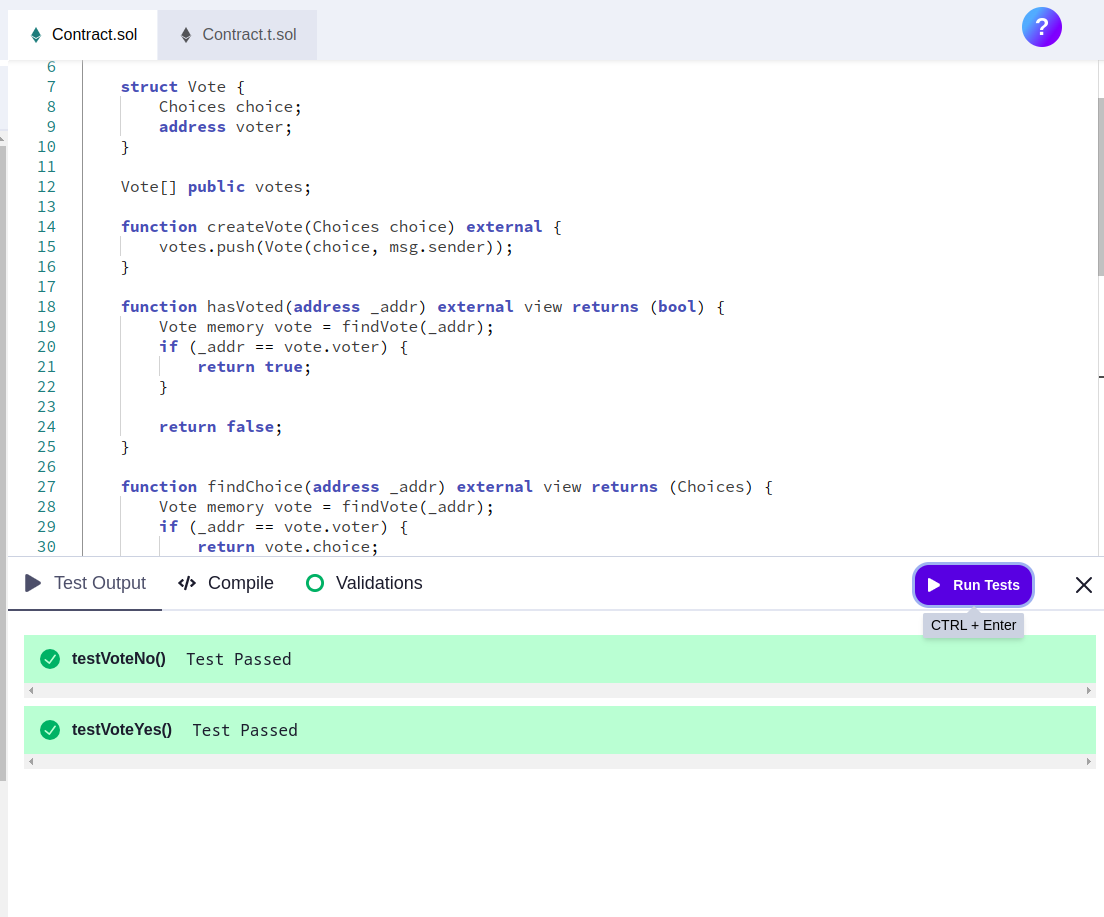 Contract.sol Contract.t.sol ?
6
7 struct Vote {
8 Choices choice;
9 address voter;
10 }
11
12 Vote[] public votes;
13
14 function createVote(Choices choice) external {
15 votes.push(Vote(choice, msg.sender));
16 }
17
18 function hasVoted(address _addr) external view returns (bool) {
19 Vote memory vote = findVote(_addr);
20 if (_addr == vote.voter) {
21 return true;
22 }
23
24 return false;
25 }
26
27 function findChoice(address _addr) external view returns (Choices) {
28 Vote memory vote = findVote(_addr);
29 if (_addr == vote.voter) {
30 return vote.choice;
Test Output </> Compile Validations Run Tests
CTRL + Enter
testVoteNo() Test Passed
testVoteYes() Test Passed